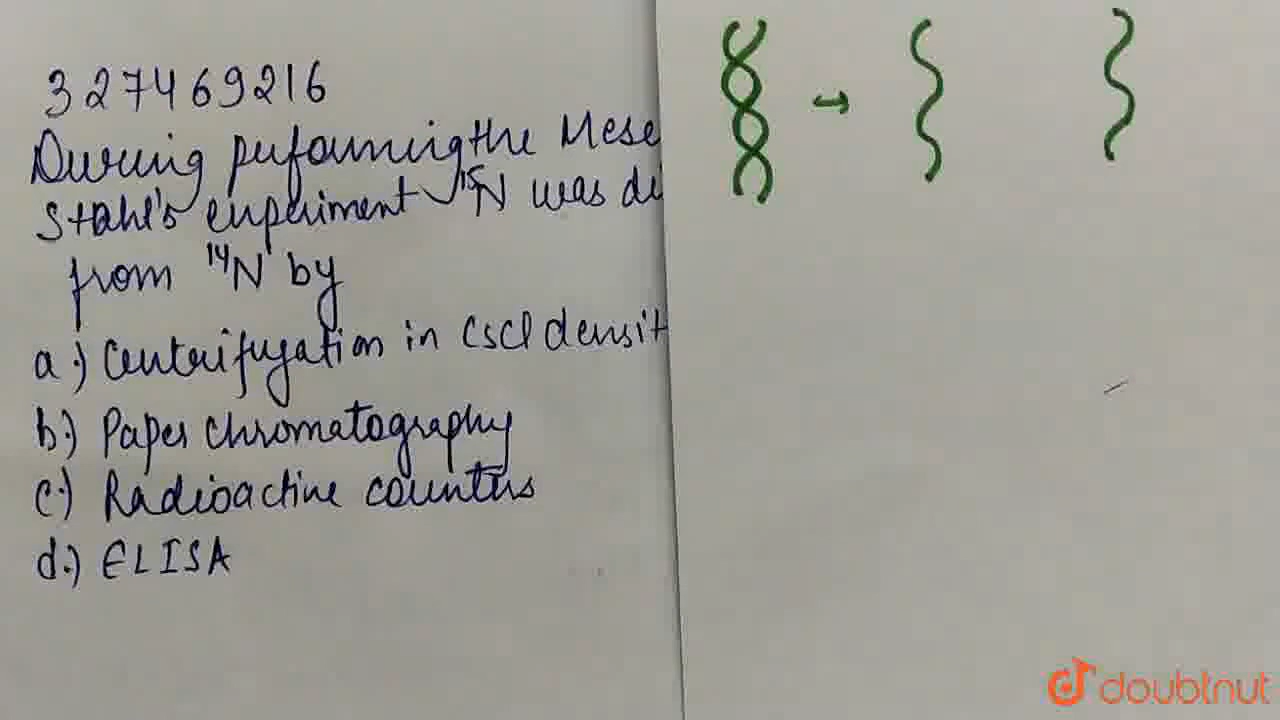 327469216
During performing the Mese
Stahl's experiment ¹⁵N was di
from ¹⁴N by
a.) Centrifugation in CsCl densit
b.) Paper chromatography
c.) Radioactive counters
d.) ELISA
doubtnut